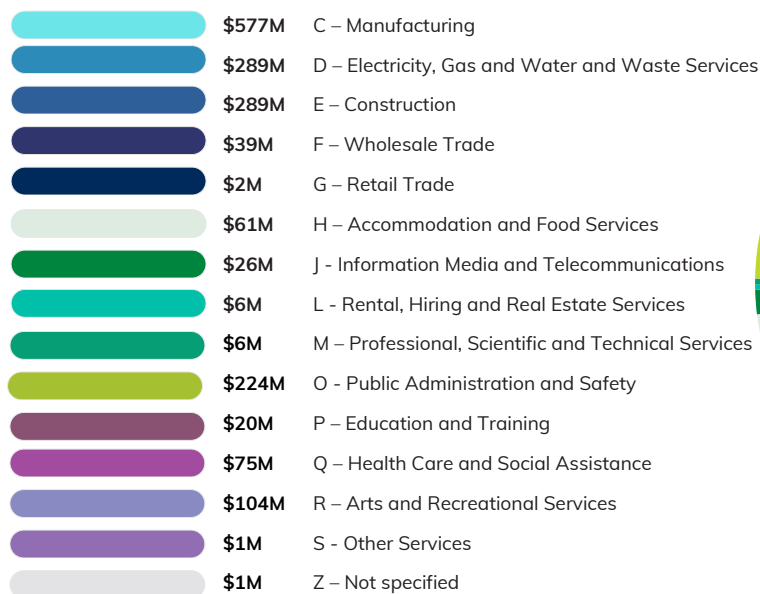 $577M C – Manufacturing
$289M D – Electricity, Gas and Water and Waste Services
$289M E – Construction
$39M F – Wholesale Trade
$2M G – Retail Trade
$61M H – Accommodation and Food Services
$26M J - Information Media and Telecommunications
$6M L - Rental, Hiring and Real Estate Services
$6M M – Professional, Scientific and Technical Services
$224M O - Public Administration and Safety
$20M P – Education and Training
$75M Q – Health Care and Social Assistance
$104M R – Arts and Recreational Services
$1M S - Other Services
$1M Z – Not specified